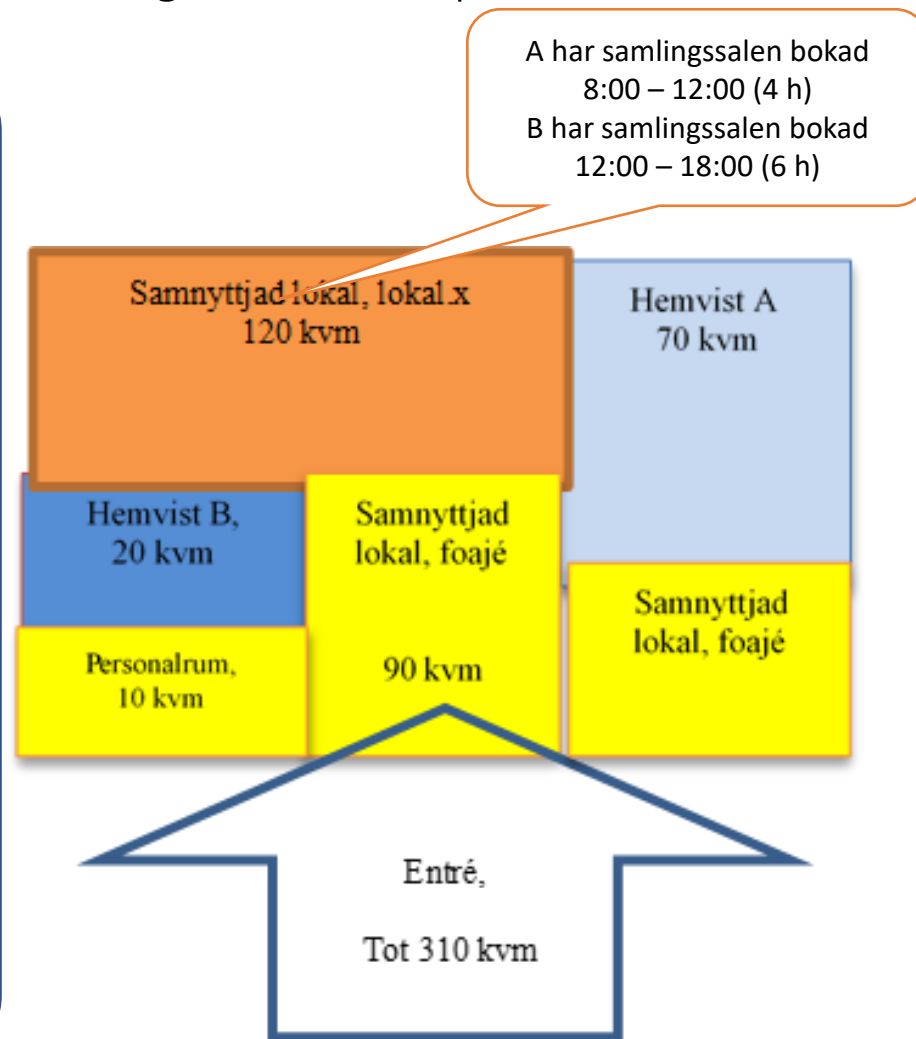 A har samlingssalen bokad
8:00 – 12:00 (4 h)
B har samlingssalen bokad
12:00 – 18:00 (6 h)
Samnyttjad lokal, lokal.x
120 kvm
Hemvist A
70 kvm
Hemvist B,
20 kvm
Samnyttjad
lokal, foajé
90 kvm
Samnyttjad
lokal, foajé
Personalrum,
10 kvm
Entré,
Tot 310 kvm